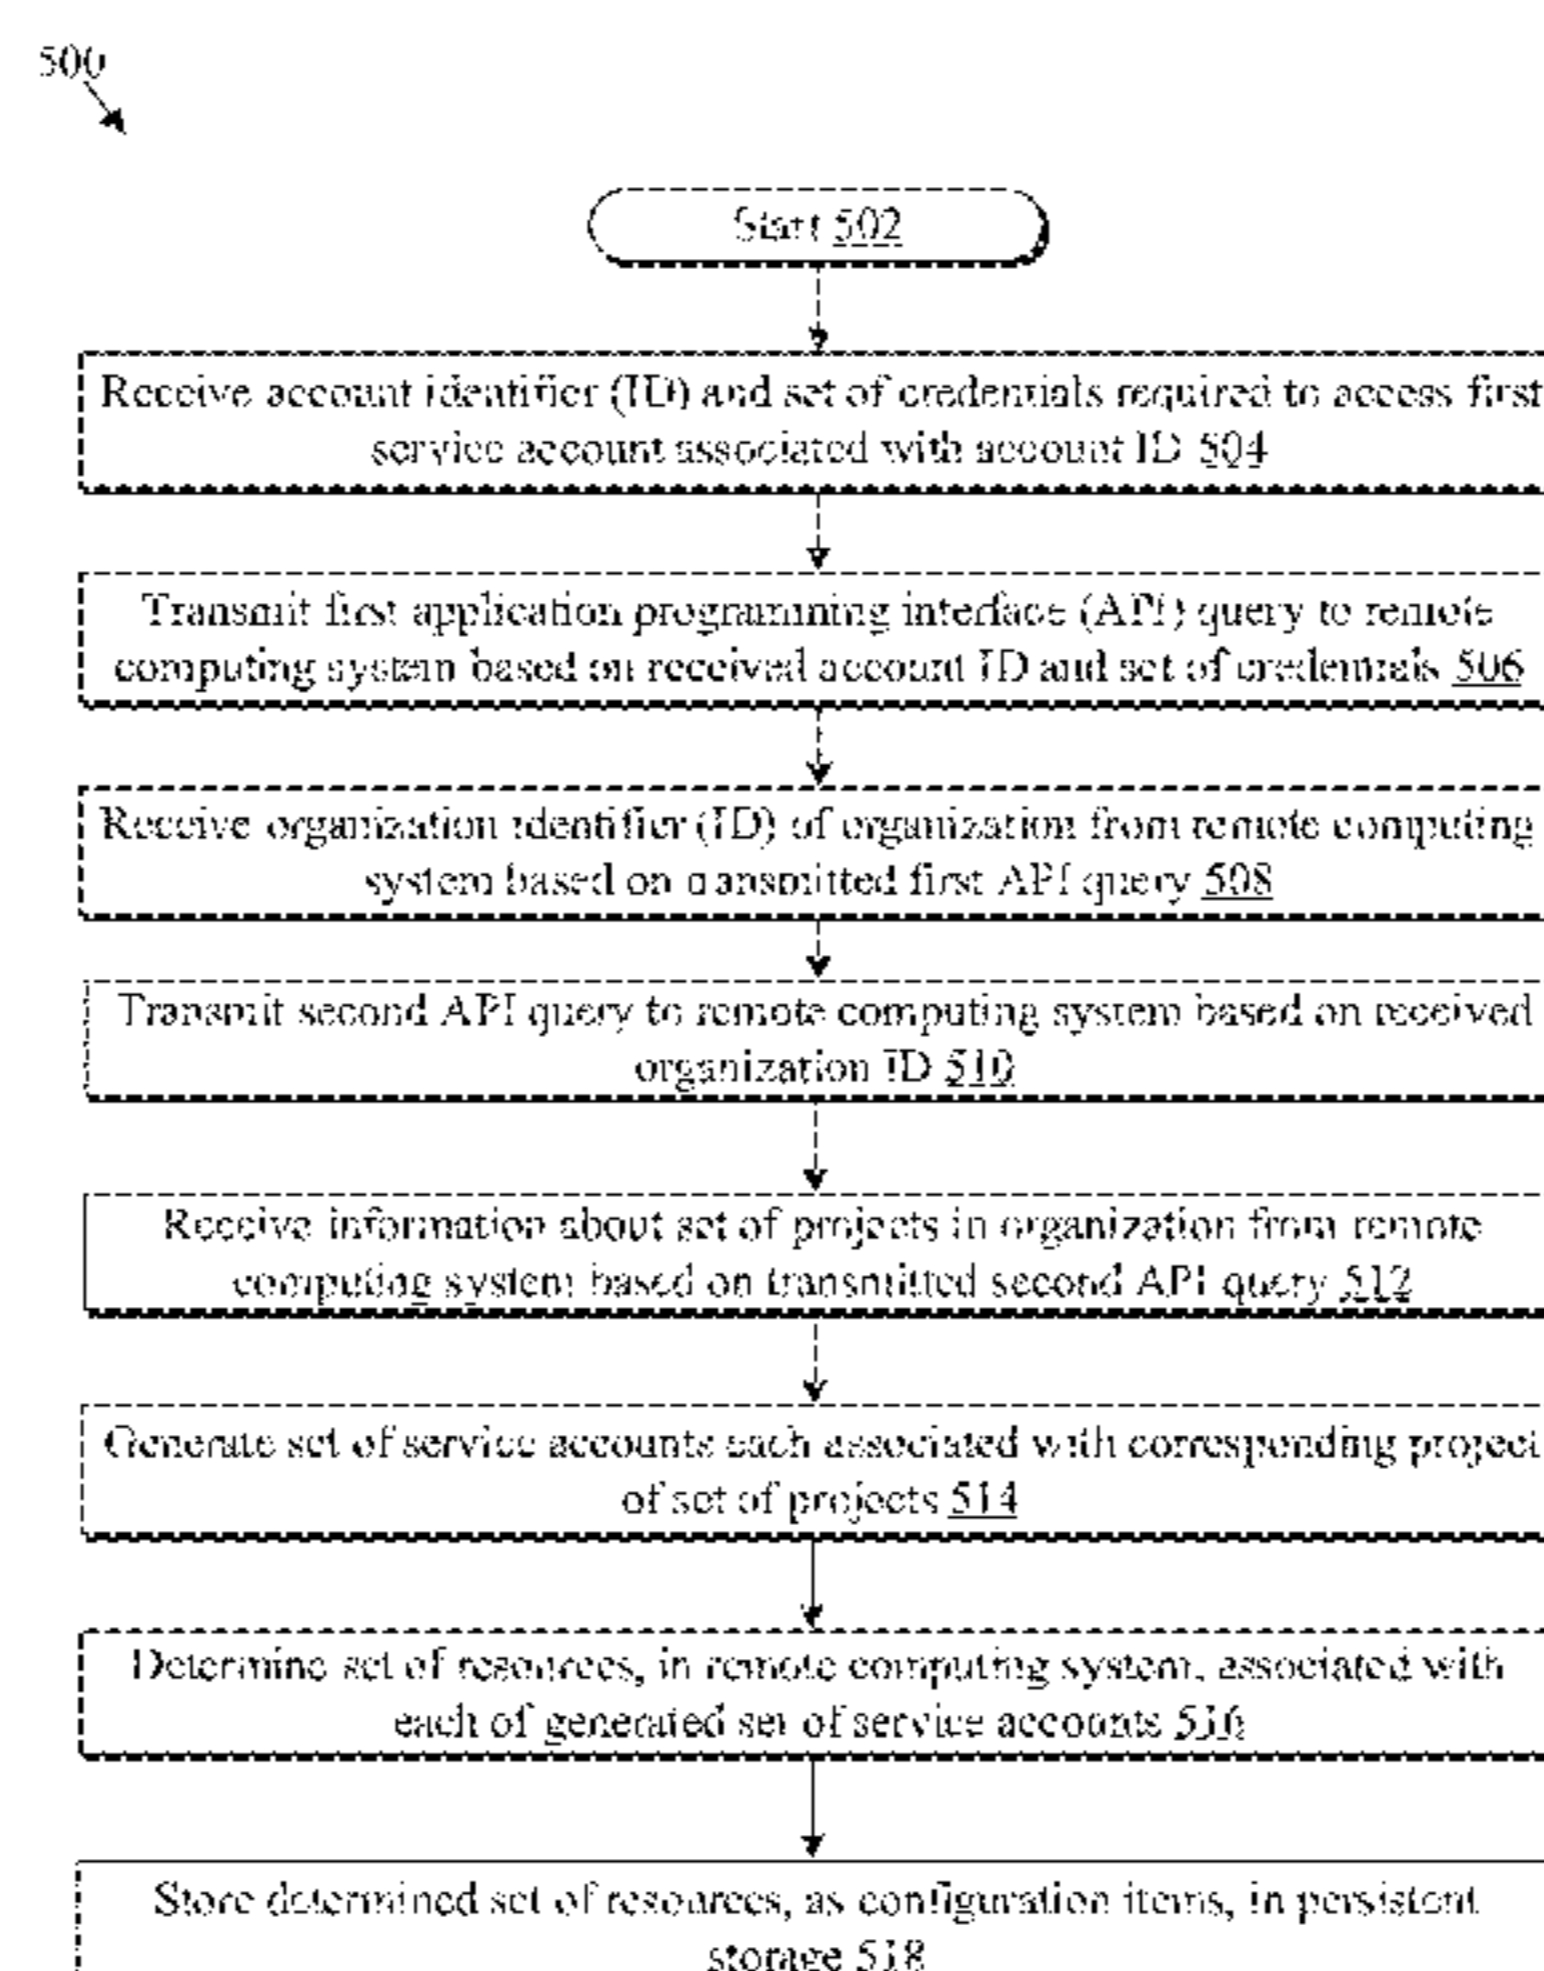 500
Start 502
Receive account identifier (ID) and set of credentials required to access first
service account associated with account ID 504
Transmit first application programming interface (API) query to remote
computing system based on received account ID and set of credentials 506
Receive organization identifier (ID) of organization from remote computing
system based on transmitted first API query 508
Transmit second API query to remote computing system based on received
organization ID 510
Receive information about set of projects in organization from remote
computing system based on transmitted second API query 512
Generate set of service accounts each associated with corresponding project
of set of projects 514
Determine set of resources, in remote computing system, associated with
each of generated set of service accounts 516
Store determined set of resources, as configuration items, in persistent
storage 518